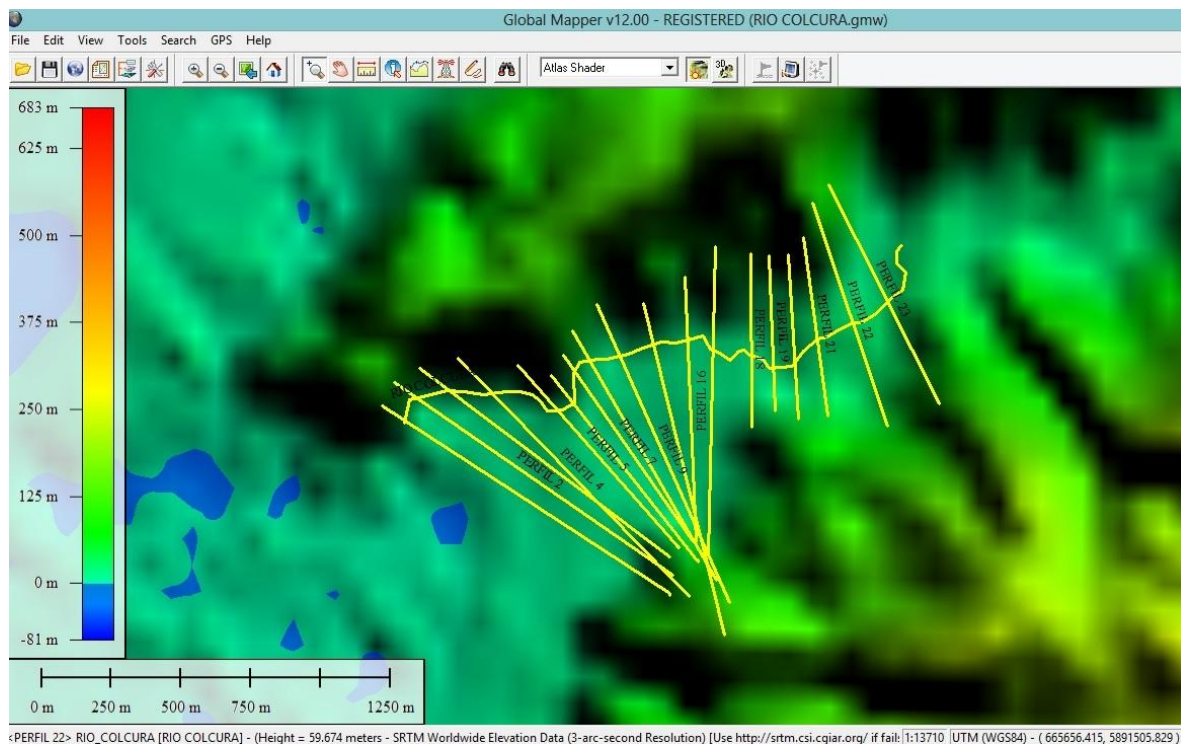 Global Mapper v12.00 - REGISTERED (RIO COLCURA.gmw)
File Edit View Tools Search GPS Help
Atlas Shader
683 m
625 m
500 m
375 m
250 m
125 m
0 m
-81 m
PERFIL 2
PERFIL 4
PERFIL 5
PERFIL 7
PERFIL 9
PERFIL 16
PERFIL 18
PERFIL 19
PERFIL 21
PERFIL 22
PERFIL 23
0 m 250 m 500 m 750 m 1250 m
<PERFIL 22> RIO_COLCURA [RIO COLCURA] - (Height = 59.674 meters - SRTM Worldwide Elevation Data (3-arc-second Resolution) [Use http://srtm.csi.cgiar.org/ if fail: 1:13710 UTM (WGS84) - ( 665656.415, 5891505.829 )